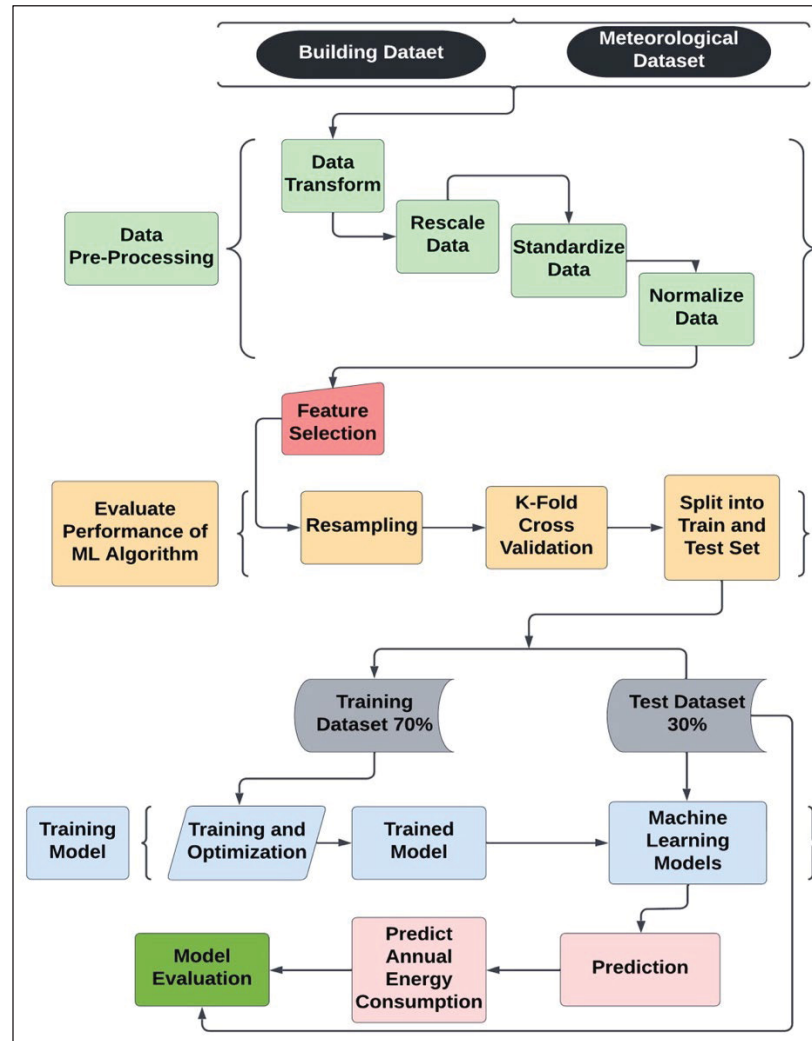 Building Dataet
Meteorological
Dataset
Data
Transform
Rescale
Data
Standardize
Data
Normalize
Data
Data
Pre-Processing
Feature
Selection
Evaluate
Performance of
ML Algorithm
Resampling
K-Fold
Cross
Validation
Split into
Train and
Test Set
Training
Dataset 70%
Test Dataset
30%
Training
Model
Training and
Optimization
Trained
Model
Machine
Learning
Models
Model
Evaluation
Predict
Annual
Energy
Consumption
Prediction